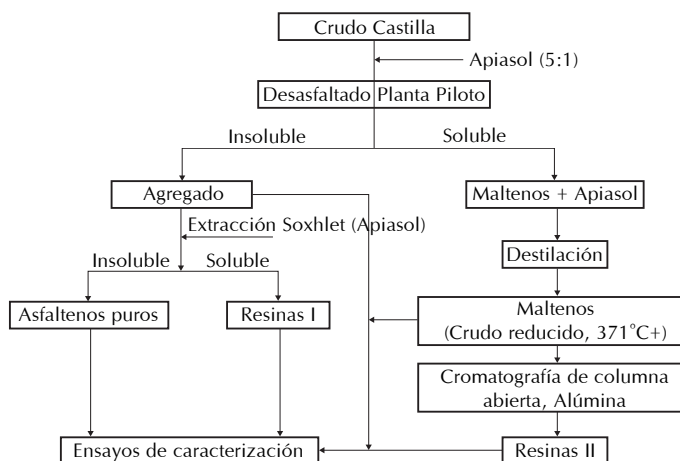 Crudo Castilla
Apiasol (5:1)
Desasfaltado Planta Piloto
Insoluble
Soluble
Agregado
Maltenos + Apiasol
Extracción Soxhlet (Apiasol)
Destilación
Insoluble
Soluble
Asfaltenos puros
Resinas I
Maltenos
(Crudo reducido, 371°C+)
Cromatografía de columna
abierta, Alúmina
Ensayos de caracterización
Resinas II